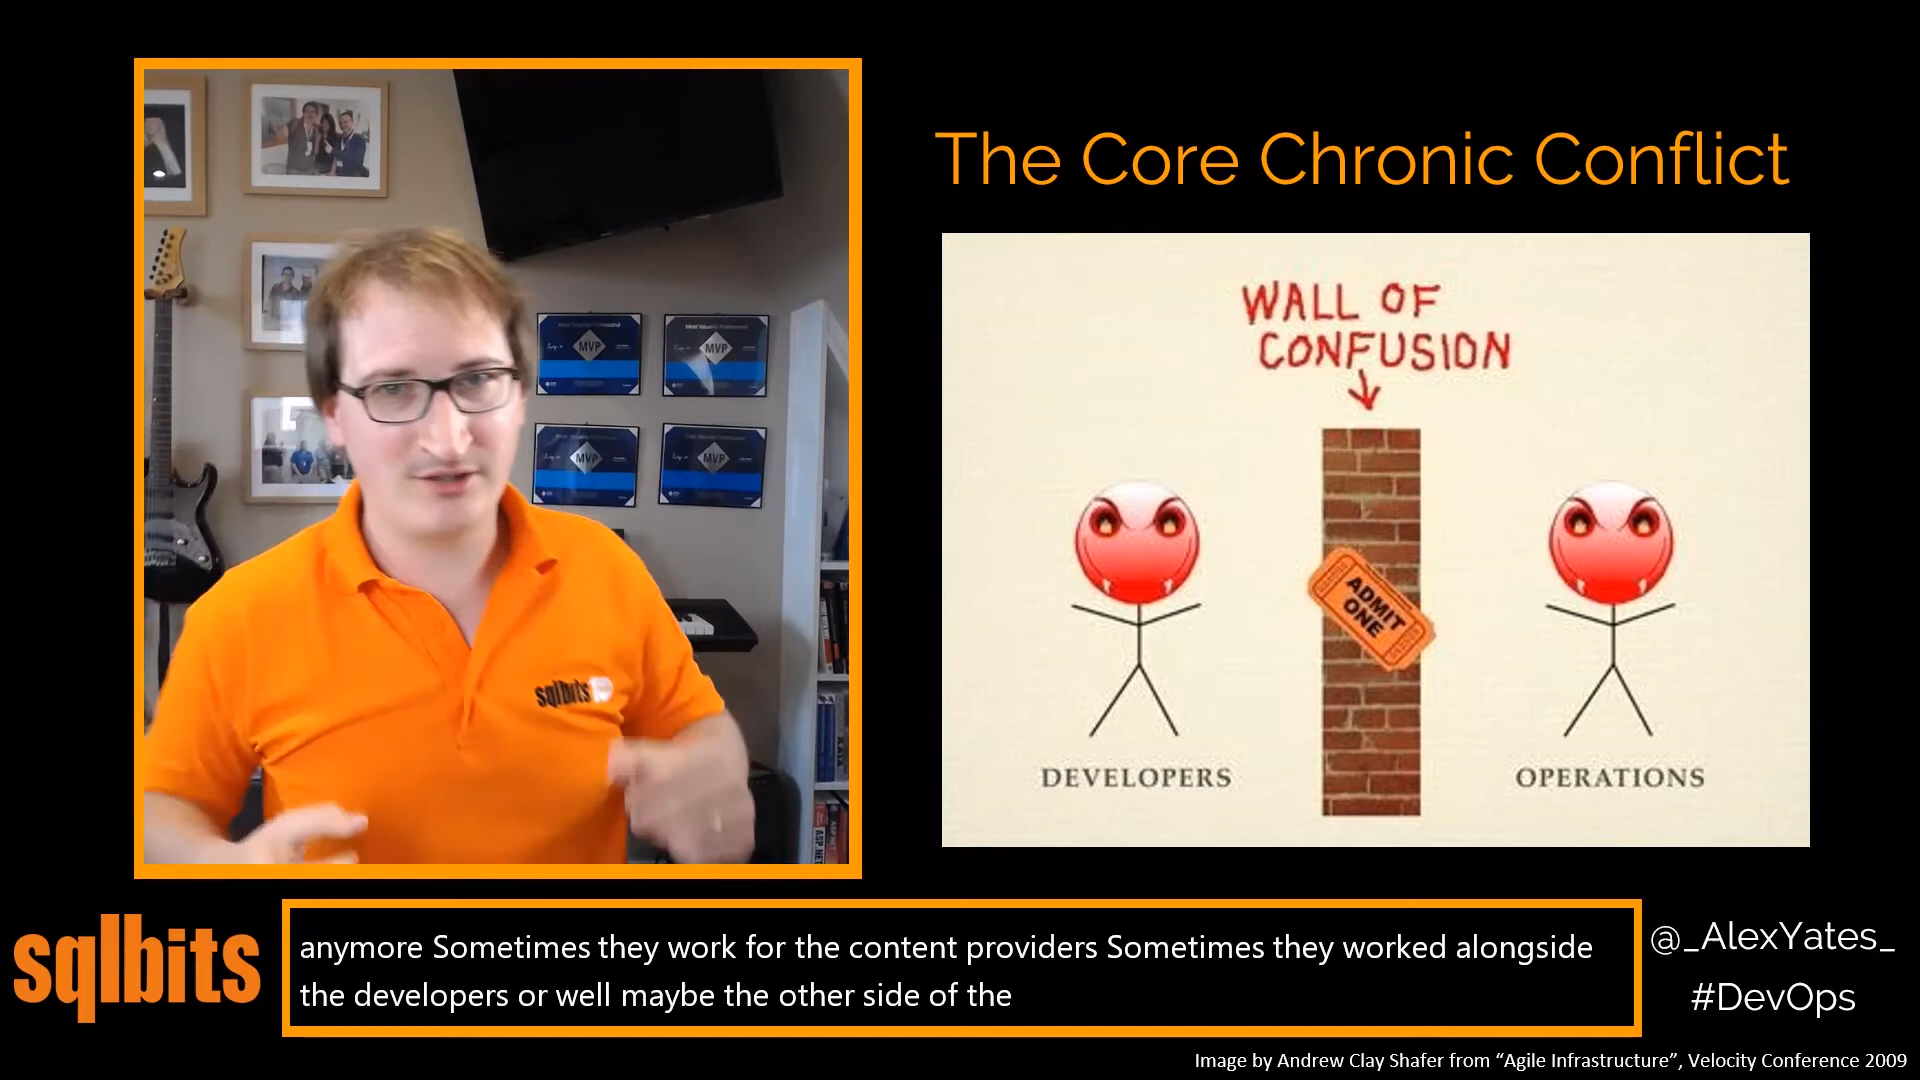 The Core Chronic Conflict
WALL OF
CONFUSION
ADMIT
ONE
DEVELOPERS
OPERATIONS
MVP
MVP
MVP
MVP
sqlbits
ASP.NET
sqlbits
anymore Sometimes they work for the content providers Sometimes they worked alongside
the developers or well maybe the other side of the
@_AlexYates_
#DevOps
Image by Andrew Clay Shafer from “Agile Infrastructure”, Velocity Conference 2009